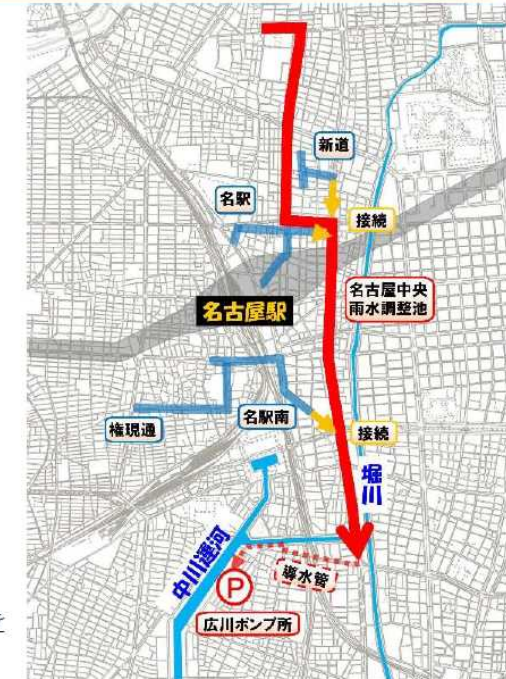 新道
名駅
接続
名古屋中央
雨水調整池
名古屋駅
権現通
名駅南
接続
堀川
中川運河
導水管
P
広川ポンプ所
を